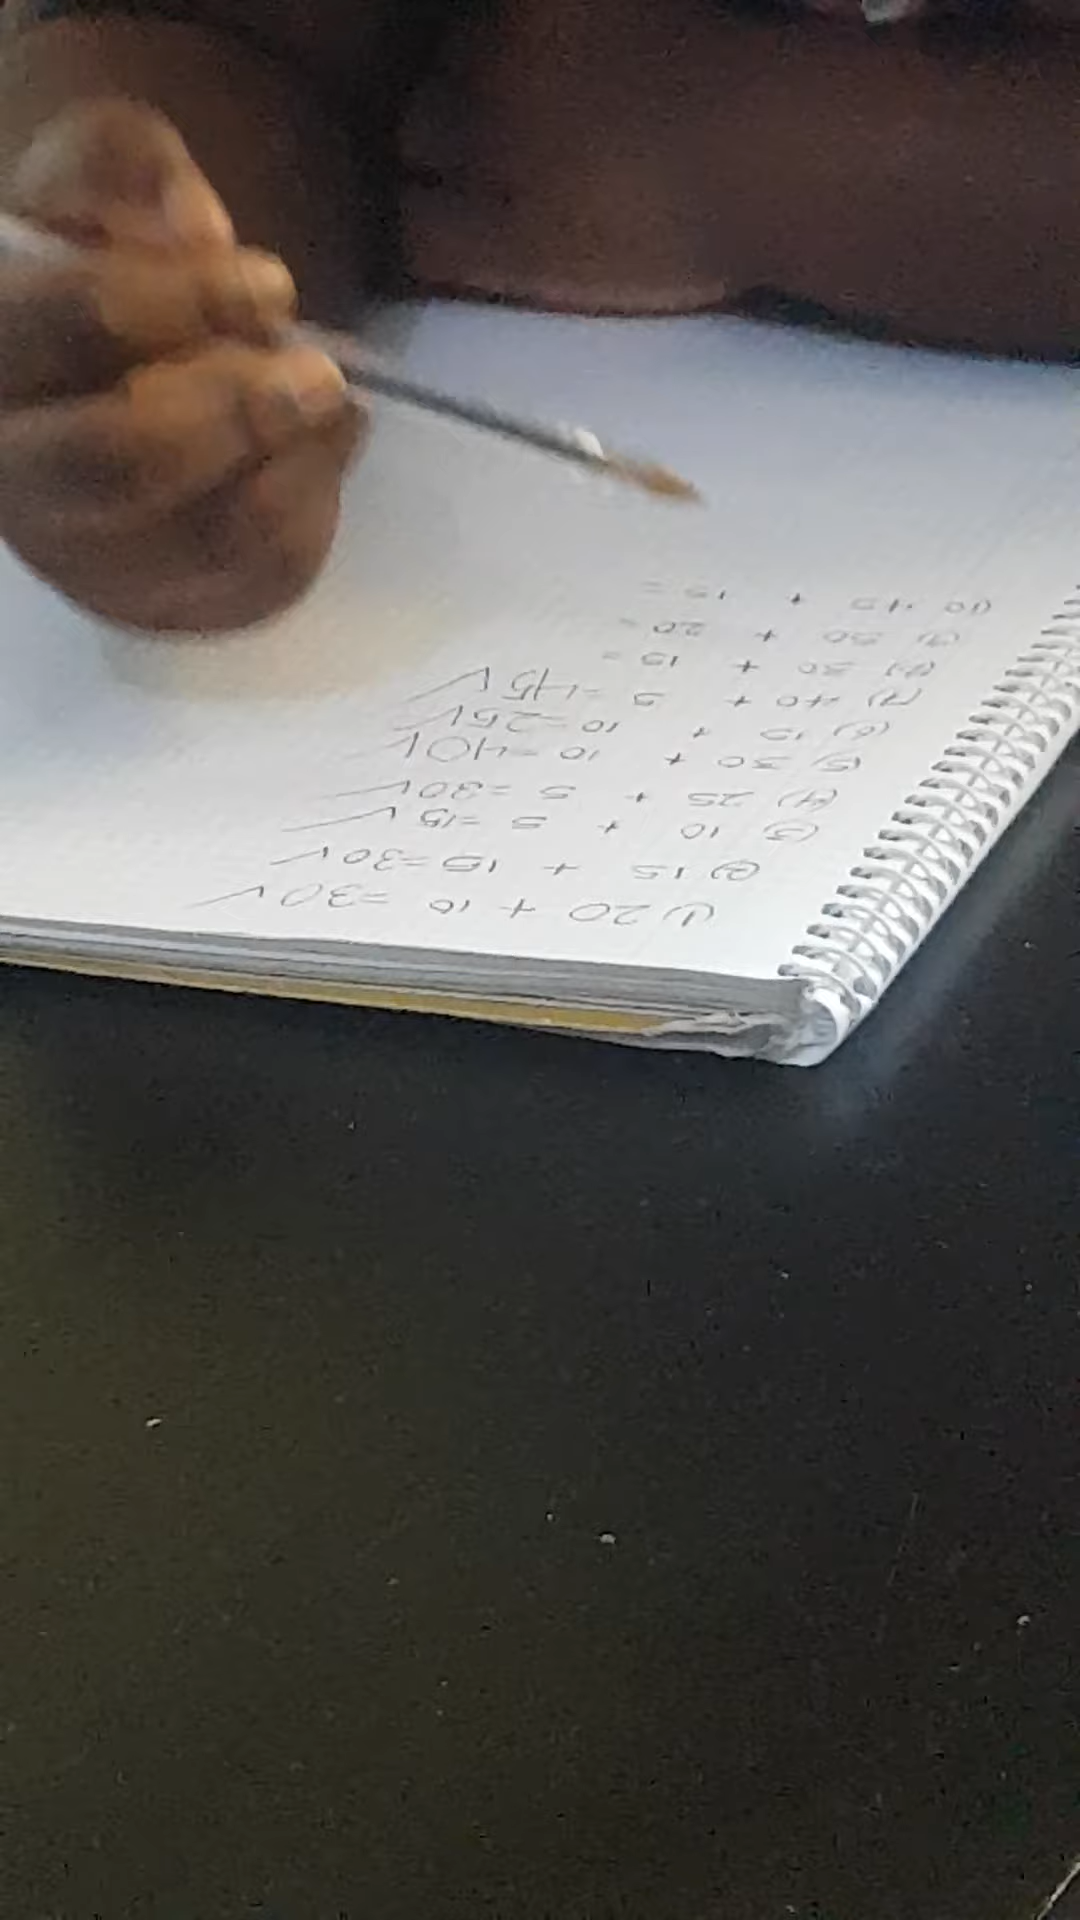 (1) 20 + 10 = 30 ✓
(2) 15 + 15 = 30 ✓
(3) 10 + 5 = 15 ✓
(4) 25 + 5 = 30 ✓
(5) 30 + 10 = 40 ✓
(6) 15 + 10 = 25 ✓
(7) 40 + 5 = 45 ✓
(8) 30 + 15 =
(9) 50 + 20 =
(10) 45 + 15 =